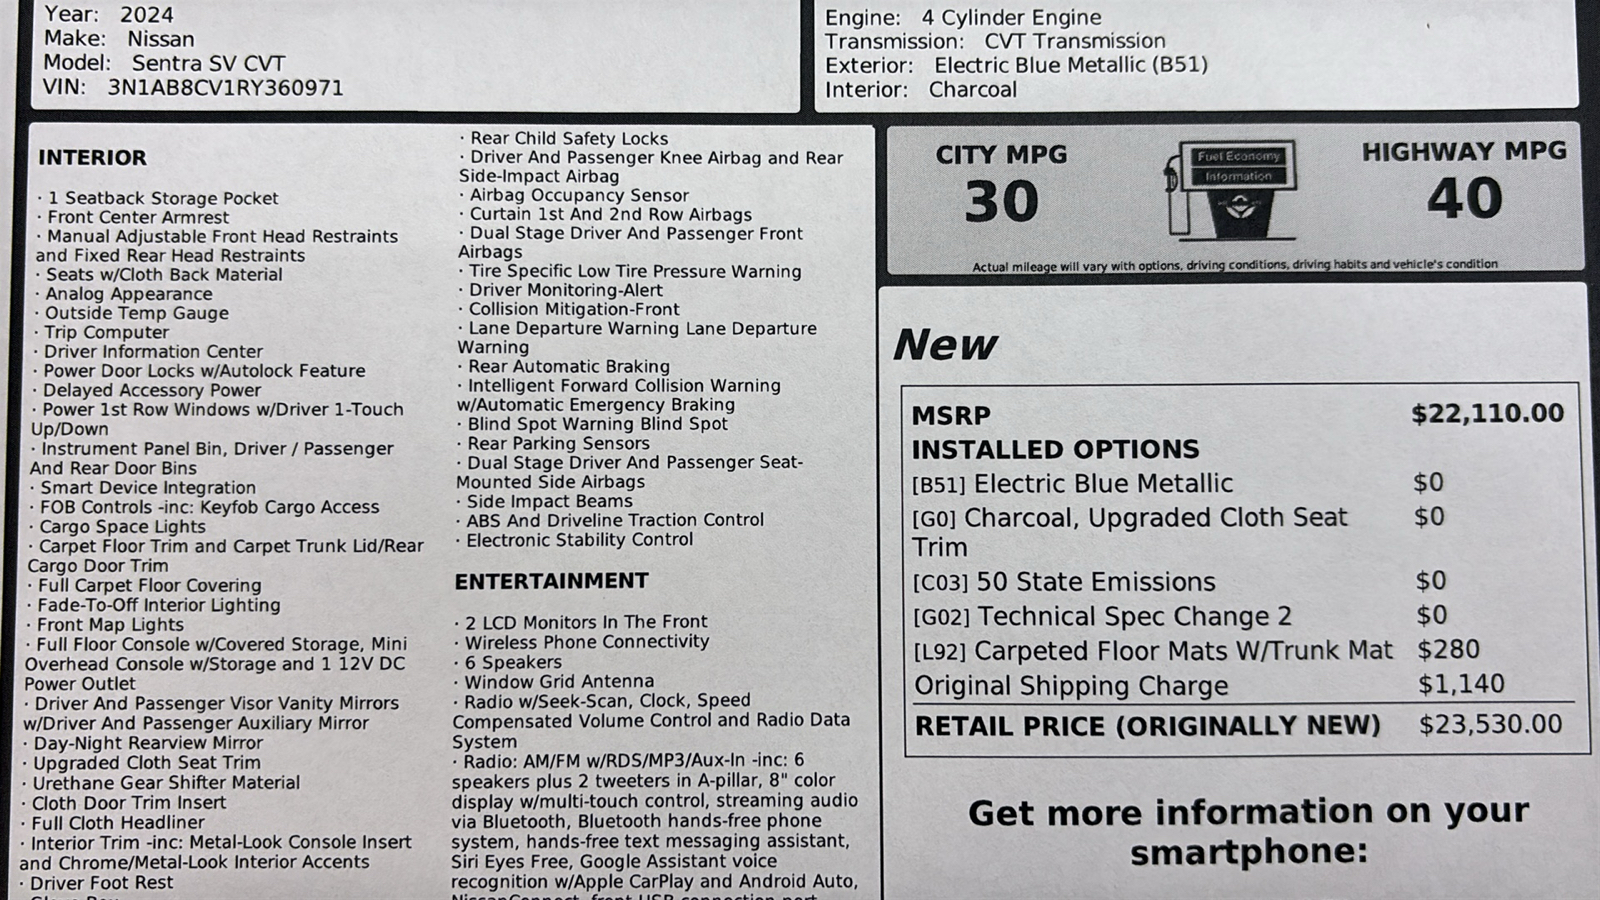 Year: 2024
Make: Nissan
Model: Sentra SV CVT
VIN: 3N1AB8CV1RY360971
Engine: 4 Cylinder Engine
Transmission: CVT Transmission
Exterior: Electric Blue Metallic (B51)
Interior: Charcoal
INTERIOR
· 1 Seatback Storage Pocket
· Front Center Armrest
· Manual Adjustable Front Head Restraints
and Fixed Rear Head Restraints
· Seats w/Cloth Back Material
· Analog Appearance
· Outside Temp Gauge
· Trip Computer
· Driver Information Center
· Power Door Locks w/Autolock Feature
· Delayed Accessory Power
· Power 1st Row Windows w/Driver 1-Touch
Up/Down
· Instrument Panel Bin, Driver / Passenger
And Rear Door Bins
· Smart Device Integration
· FOB Controls -inc: Keyfob Cargo Access
· Cargo Space Lights
· Carpet Floor Trim and Carpet Trunk Lid/Rear
Cargo Door Trim
· Full Carpet Floor Covering
· Fade-To-Off Interior Lighting
· Front Map Lights
· Full Floor Console w/Covered Storage, Mini
Overhead Console w/Storage and 1 12V DC
Power Outlet
· Driver And Passenger Visor Vanity Mirrors
w/Driver And Passenger Auxiliary Mirror
· Day-Night Rearview Mirror
· Upgraded Cloth Seat Trim
· Urethane Gear Shifter Material
· Cloth Door Trim Insert
· Full Cloth Headliner
· Interior Trim -inc: Metal-Look Console Insert
and Chrome/Metal-Look Interior Accents
· Driver Foot Rest
· Rear Child Safety Locks
· Driver And Passenger Knee Airbag and Rear
Side-Impact Airbag
· Airbag Occupancy Sensor
· Curtain 1st And 2nd Row Airbags
· Dual Stage Driver And Passenger Front
Airbags
· Tire Specific Low Tire Pressure Warning
· Driver Monitoring-Alert
· Collision Mitigation-Front
· Lane Departure Warning Lane Departure
Warning
· Rear Automatic Braking
· Intelligent Forward Collision Warning
w/Automatic Emergency Braking
· Blind Spot Warning Blind Spot
· Rear Parking Sensors
· Dual Stage Driver And Passenger Seat-
Mounted Side Airbags
· Side Impact Beams
· ABS And Driveline Traction Control
· Electronic Stability Control
ENTERTAINMENT
· 2 LCD Monitors In The Front
· Wireless Phone Connectivity
· 6 Speakers
· Window Grid Antenna
· Radio w/Seek-Scan, Clock, Speed
Compensated Volume Control and Radio Data
System
· Radio: AM/FM w/RDS/MP3/Aux-In -inc: 6
speakers plus 2 tweeters in A-pillar, 8" color
display w/multi-touch control, streaming audio
via Bluetooth, Bluetooth hands-free phone
system, hands-free text messaging assistant,
Siri Eyes Free, Google Assistant voice
recognition w/Apple CarPlay and Android Auto,
NissanConnect, front USB connection port
CITY MPG
30
Fuel Economy
Information
HIGHWAY MPG
40
Actual mileage will vary with options, driving conditions, driving habits and vehicle's condition
New
MSRP $22,110.00
INSTALLED OPTIONS
[B51] Electric Blue Metallic $0
[G0] Charcoal, Upgraded Cloth Seat $0
Trim
[C03] 50 State Emissions $0
[G02] Technical Spec Change 2 $0
[L92] Carpeted Floor Mats W/Trunk Mat $280
Original Shipping Charge $1,140
RETAIL PRICE (ORIGINALLY NEW) $23,530.00
Get more information on your
smartphone: